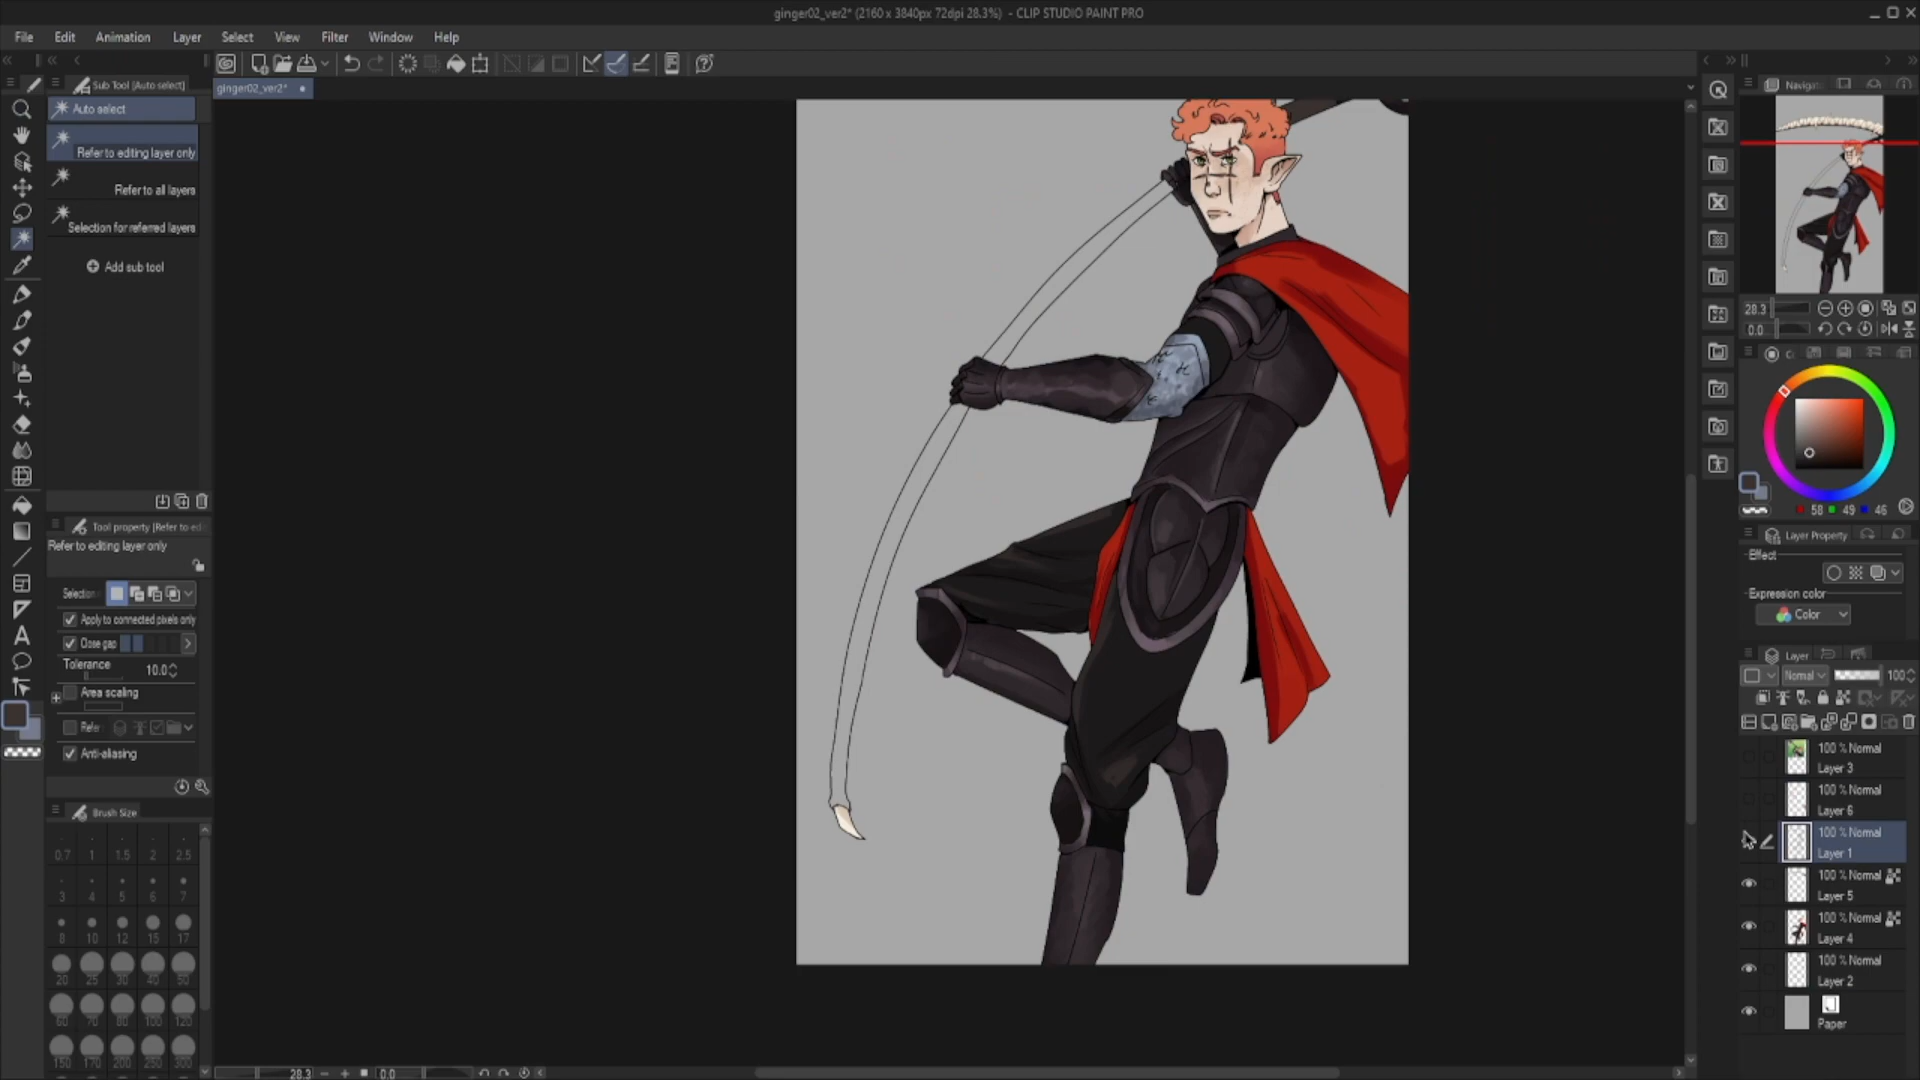 ginger02_ver2* (2160 x 3840px 72dpi 28.3%) - CLIP STUDIO PAINT PRO
File Edit Animation Layer Select View Filter Window Help
Sub Tool [Auto select]
ginger02_ver2*
Navigat
Auto select
Refer to editing layer only
Refer to all layers
Selection for referred layers
Add sub tool
28.3
0.0
58 49 46
Tool property [Refer to ed
Refer to editing layer only
Layer Property
Effect
Expression color
Color
Selection
Apply to connected pixels only
Close gap
Tolerance 10.0
Area scaling
Refer
Anti-aliasing
Layer
Normal 100
100 % Normal
Layer 3
100 % Normal
Layer 6
100 % Normal
Layer 1
100 % Normal
Layer 5
100 % Normal
Layer 4
100 % Normal
Layer 2
Paper
Brush Size
0.7 1 1.5 2 2.5
3 4 5 6 7
8 10 12 15 17
20 25 30 40 50
60 70 80 100 120
150 170 200 250 300
28.3 0.0